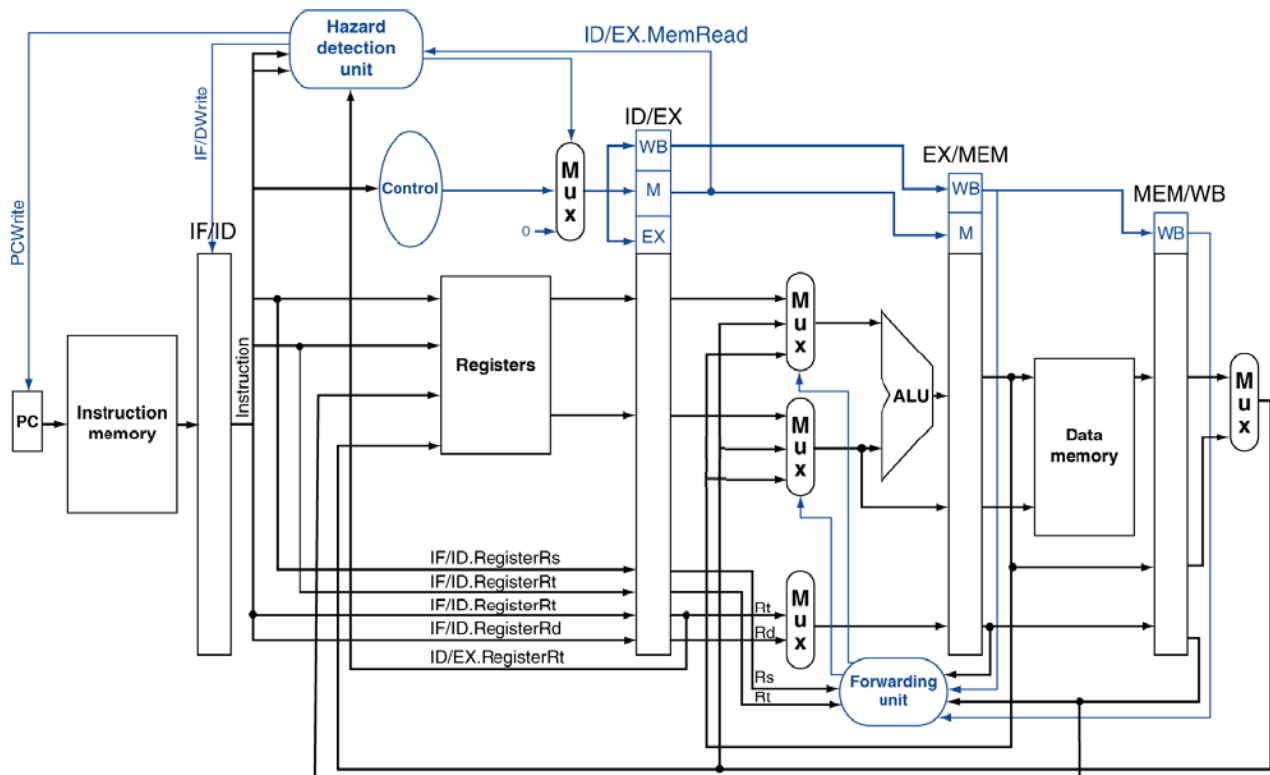 Hazard
detection
unit
ID/EX.MemRead
ID/EX
IF/DWrite
PCWrite
Control
M
u
x
0
WB
M
EX
EX/MEM
WB
M
MEM/WB
WB
IF/ID
Instruction
PC
Instruction
memory
Registers
M
u
x
M
u
x
ALU
Data
memory
M
u
x
IF/ID.RegisterRs
IF/ID.RegisterRt
IF/ID.RegisterRt
IF/ID.RegisterRd
ID/EX.RegisterRt
Rt
Rd
M
u
x
Rs
Rt
Forwarding
unit